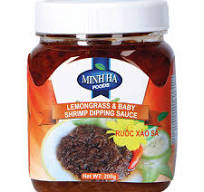 MINH HA
FOODS
LEMONGRASS & BABY
SHRIMP DIPPING SAUCE
RUỐC XÀO SẢ
Net WT. 200g